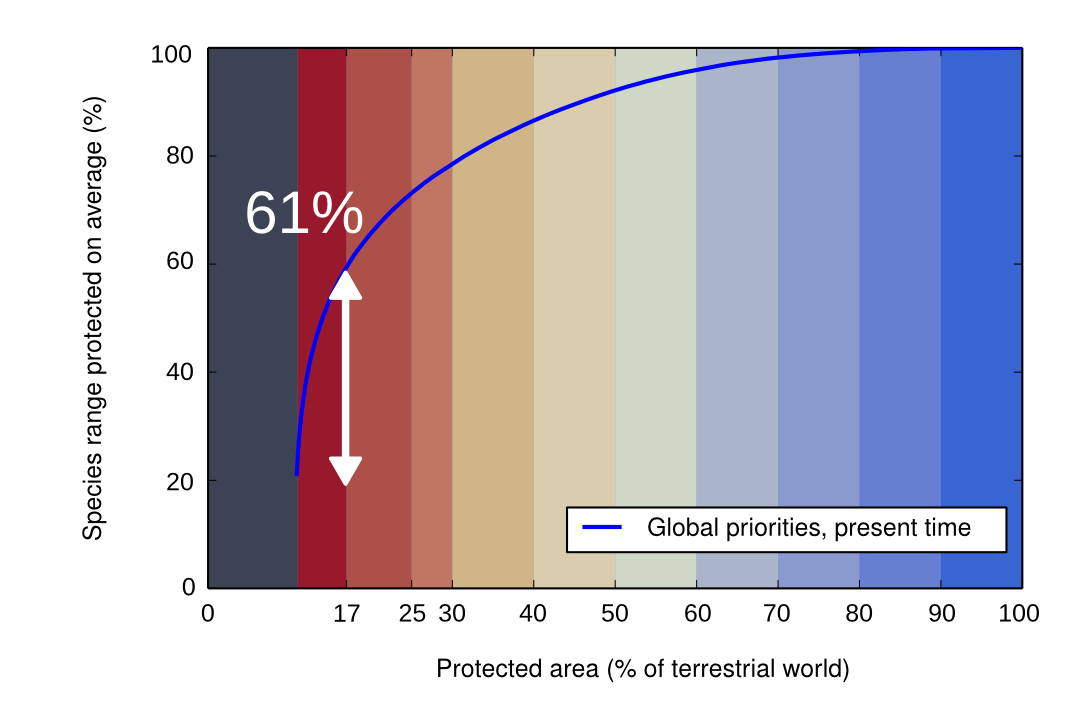 Species range protected on average (%)
100
80
60
40
20
0
61%
Global priorities, present time
0 17 25 30 40 50 60 70 80 90 100
Protected area (% of terrestrial world)